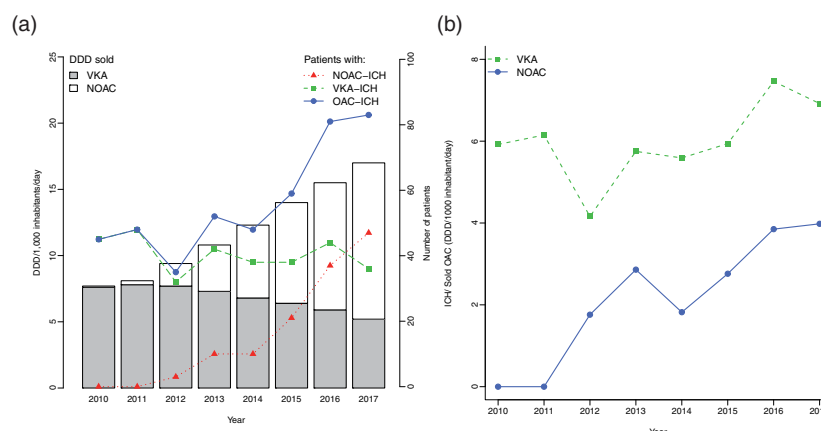 (a)
DDD sold
VKA
NOAC
Patients with:
NOAC−ICH
VKA−ICH
OAC−ICH
DDD/1,000 inhabitants/day
25
20
15
10
5
0
Number of patients
100
80
60
40
20
0
2010 2011 2012 2013 2014 2015 2016 2017
Year
(b)
VKA
NOAC
ICH/ Sold OAC (DDD/1000 inhabitant/day)
8
6
4
2
0
2010 2011 2012 2013 2014 2015 2016 201